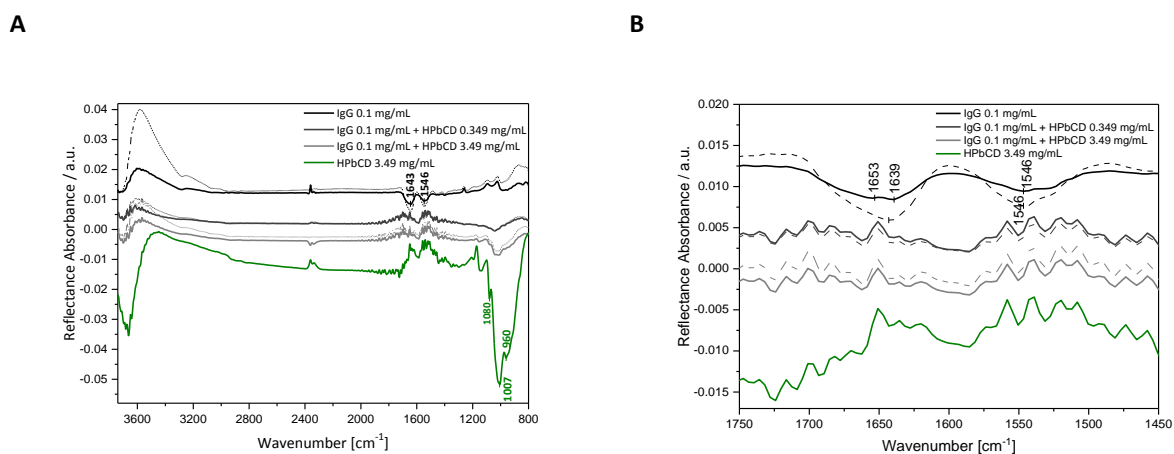 A
B
0.04
0.03
0.02
0.01
0.00
-0.01
-0.02
-0.03
-0.04
-0.05
Reflectance Absorbance / a.u.
IgG 0.1 mg/mL
IgG 0.1 mg/mL + HPbCD 0.349 mg/mL
IgG 0.1 mg/mL + HPbCD 3.49 mg/mL
HPbCD 3.49 mg/mL
1643
1546
1080
1007
960
3600 3200 2800 2400 2000 1600 1200 800
Wavenumber [cm-1]
0.020
0.015
0.010
0.005
0.000
-0.005
-0.010
-0.015
Reflectance Absorbance / a.u.
IgG 0.1 mg/mL
IgG 0.1 mg/mL + HPbCD 0.349 mg/mL
IgG 0.1 mg/mL + HPbCD 3.49 mg/mL
HPbCD 3.49 mg/mL
1653
1639
1546
1546
1750 1700 1650 1600 1550 1500 1450
Wavenumber [cm-1]